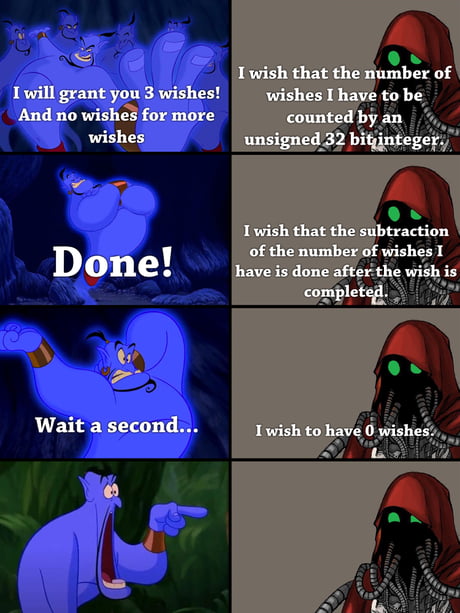 I will grant you 3 wishes!
And no wishes for more
wishes
I wish that the number of
wishes I have to be
counted by an
unsigned 32 bit integer.
Done!
I wish that the subtraction
of the number of wishes I
have is done after the wish is
completed.
Wait a second...
I wish to have 0 wishes.